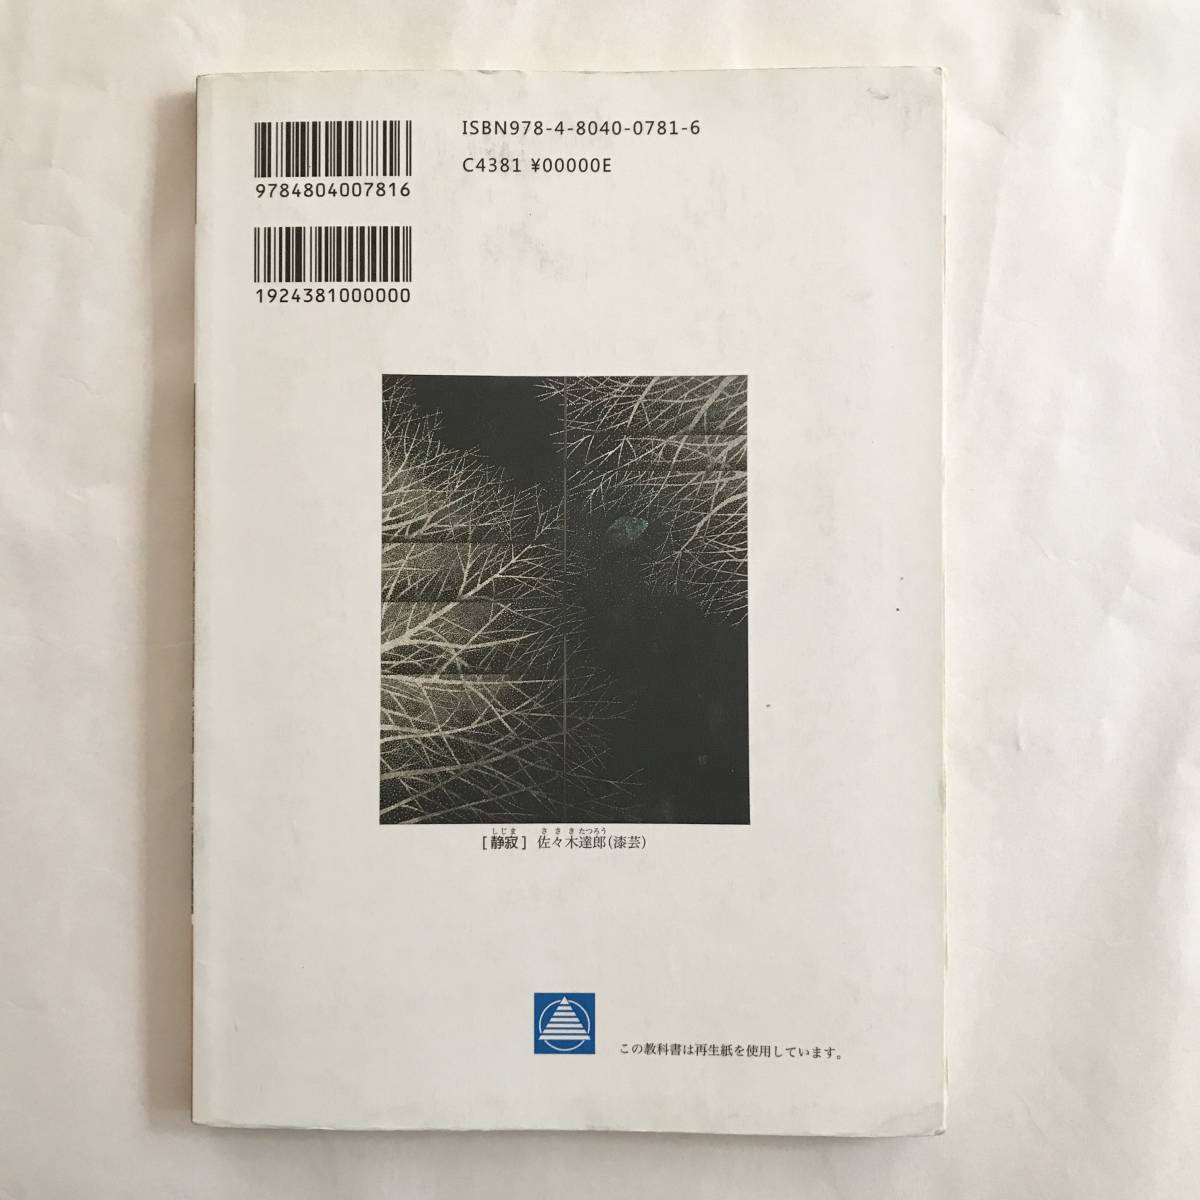 ISBN978-4-8040-0781-6
C4381 ¥00000E
9784804007816
1924381000000
しじま ささき たつろう
[静寂] 佐々木達郎(漆芸)
この教科書は再生紙を使用しています。